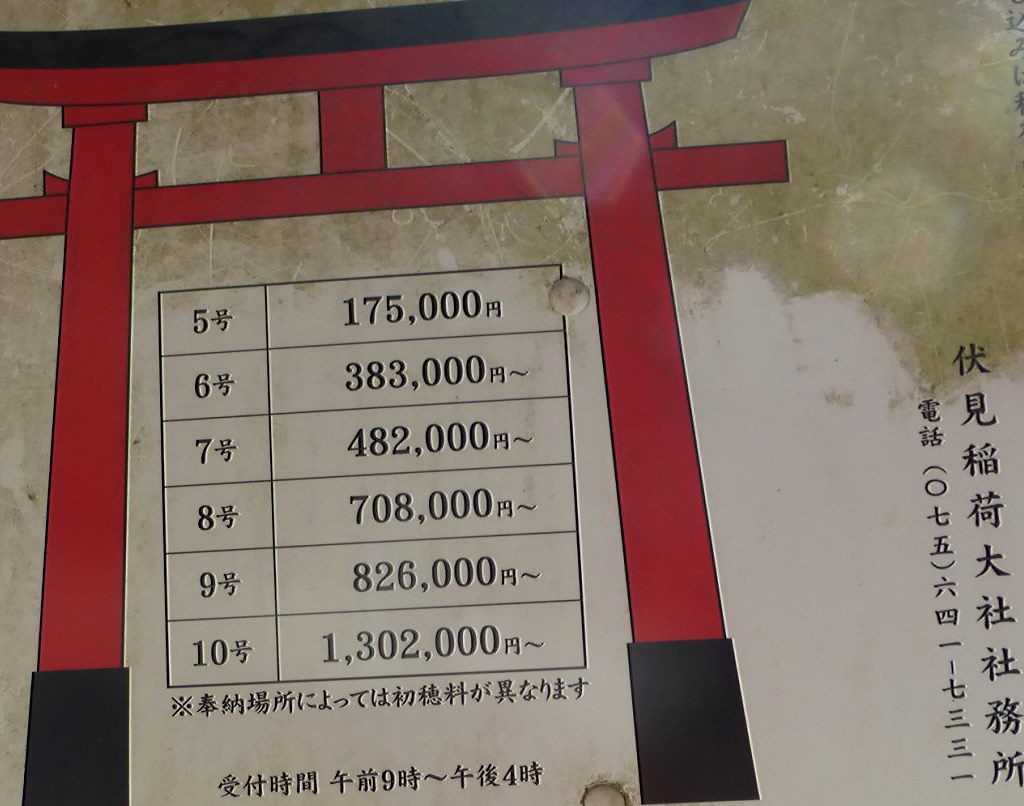 込みは
5号 175,000円
6号 383,000円～
7号 482,000円～
8号 708,000円～
9号 826,000円～
10号 1,302,000円～
※奉納場所によっては初穂料が異なります
受付時間 午前9時～午後4時
伏見稲荷大社社務所
電話（〇七五）六四一－七三三一